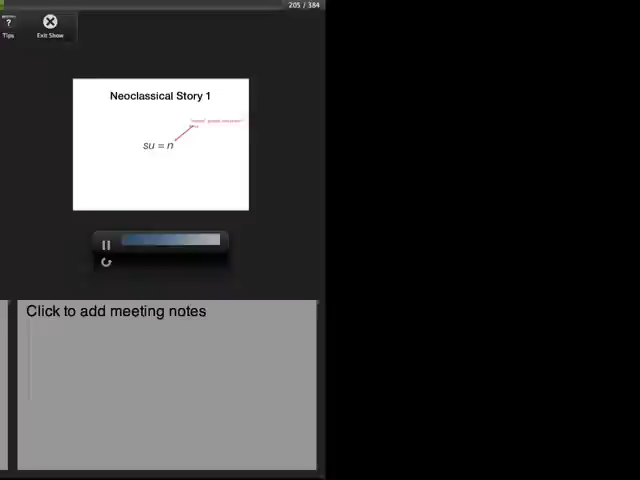 205 / 384
?
Tips
Exit Show
Neoclassical Story 1
su = n
Click to add meeting notes